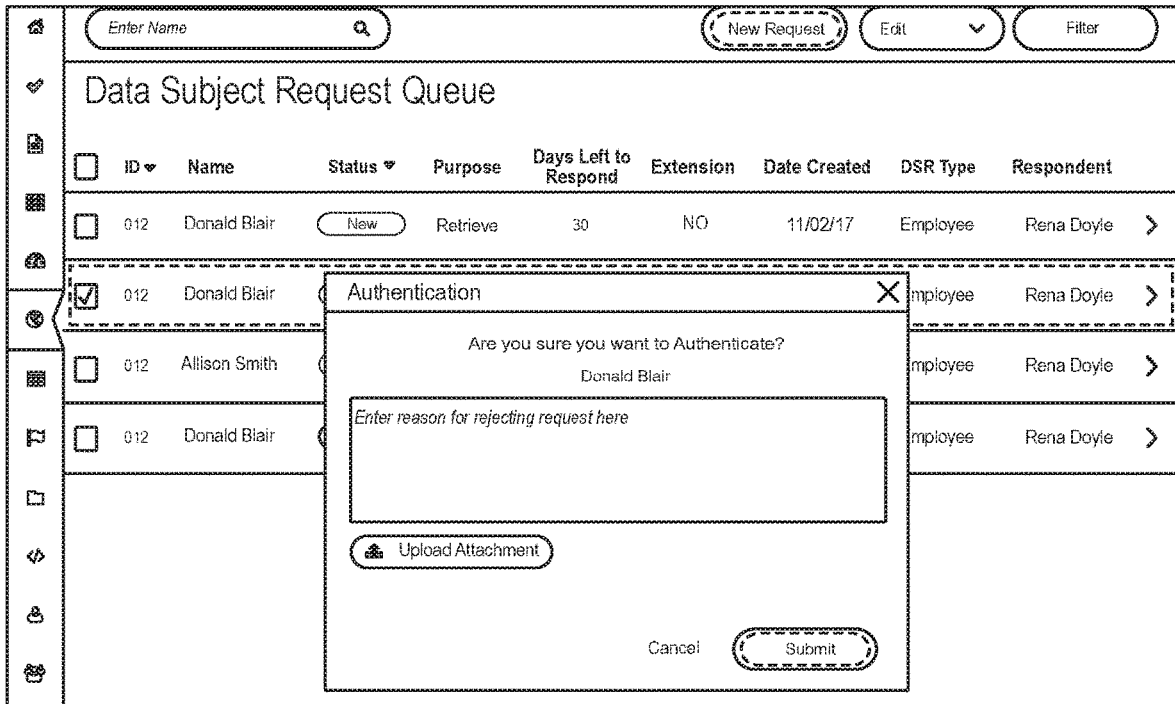 Enter Name New Request Edit Filter
Data Subject Request Queue
ID Name Status Purpose Days Left to Respond Extension Date Created DSR Type Respondent
012 Donald Blair New Retrieve 30 NO 11/02/17 Employee Rena Doyle
012 Donald Blair mployee Rena Doyle
Authentication
Are you sure you want to Authenticate?
Donald Blair
012 Allison Smith mployee Rena Doyle
Enter reason for rejecting request here
012 Donald Blair mployee Rena Doyle
Upload Attachment
Cancel Submit